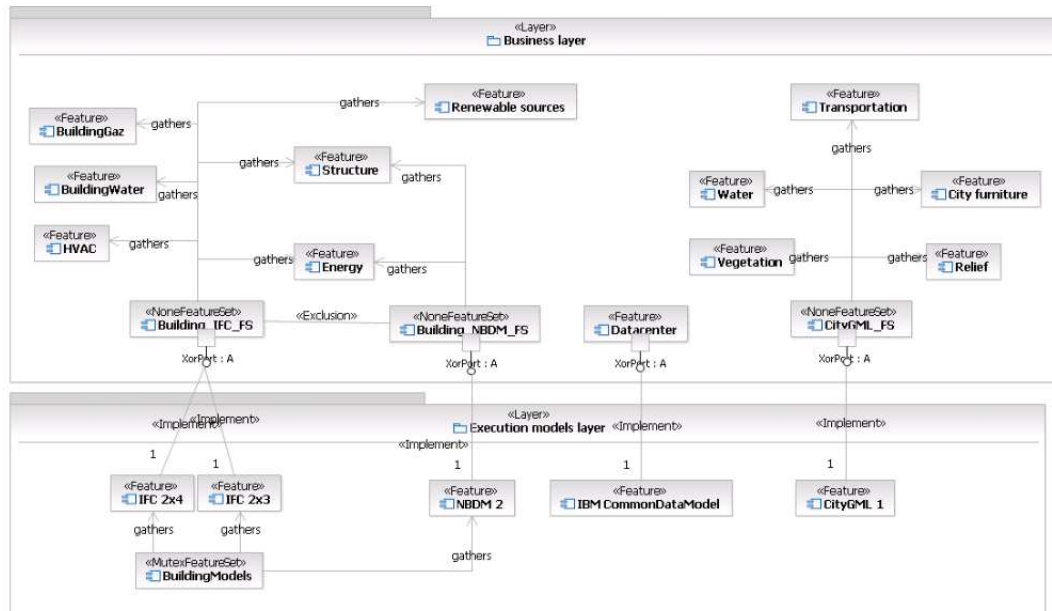 «Layer»
Business layer
«Feature»
Renewable sources
gathers
«Feature»
Transportation
«Feature»
BuildingGaz
gathers
gathers
«Feature»
Structure
gathers
gathers
«Feature»
BuildingWater
gathers
«Feature»
Water
gathers
gathers
«Feature»
City furniture
«Feature»
HVAC
gathers
«Feature»
Energy
gathers
gathers
«Feature»
Vegetation
gathers
gathers
«Feature»
Relief
«NoneFeatureSet»
Building_IFC_FS
«Exclusion»
«NoneFeatureSet»
Building_NBDM_FS
«Feature»
Datacenter
«NoneFeatureSet»
CityGML_FS
XorPort : A
XorPort : A
XorPort : A
XorPort : A
«Layer»
Execution models layer
«Implement»
«Implement»
«Implement»
«Implement»
«Implement»
1
1
1
1
1
«Feature»
IFC 2x4
«Feature»
IFC 2x3
«Feature»
NBDM 2
«Feature»
IBM CommonDataModel
«Feature»
CityGML 1
gathers
gathers
gathers
«MutexFeatureSet»
BuildingModels